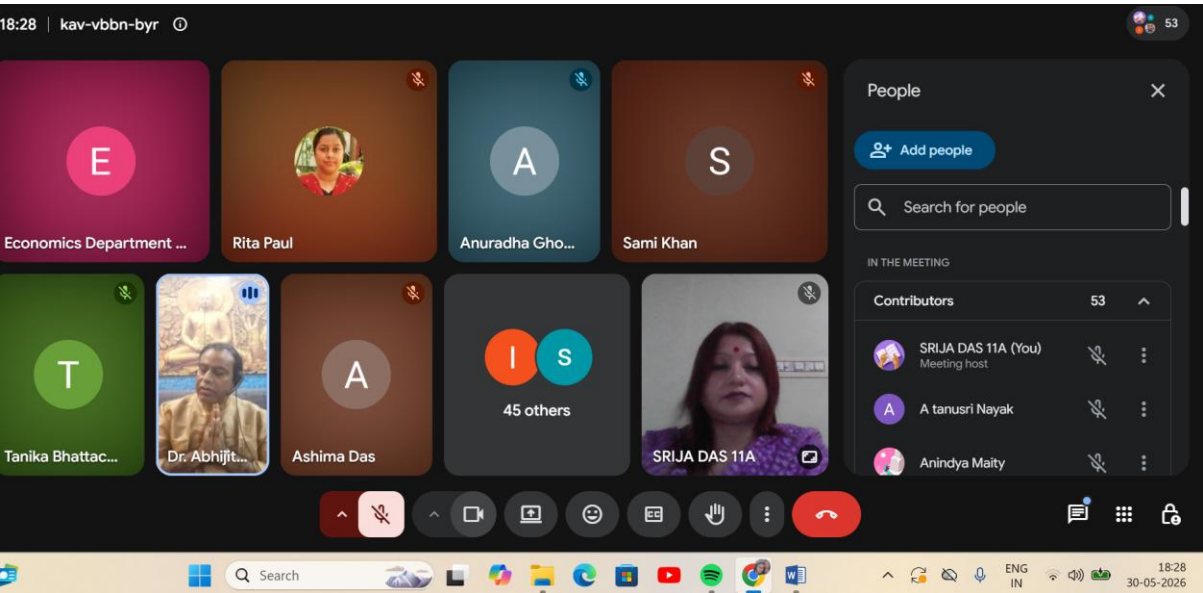 18:28 | kav-vbbn-byr
53
E
Economics Department ...
Rita Paul
A
Anuradha Gho...
S
Sami Khan
T
Tanika Bhattac...
Dr. Abhijit...
A
Ashima Das
I S
45 others
SRIJA DAS 11A
People
Add people
Search for people
IN THE MEETING
Contributors 53
SRIJA DAS 11A (You)
Meeting host
A
A tanusri Nayak
Anindya Maity
CC
Search
W
ENG
IN
18:28
30-05-2026